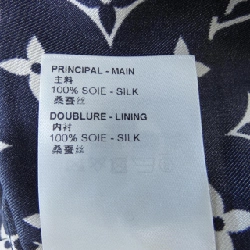 PRINCIPAL - MAIN
主料
100% SOIE - SILK
桑蚕丝
DOUBLURE - LINING
内衬
100% SOIE - SILK
桑蚕丝